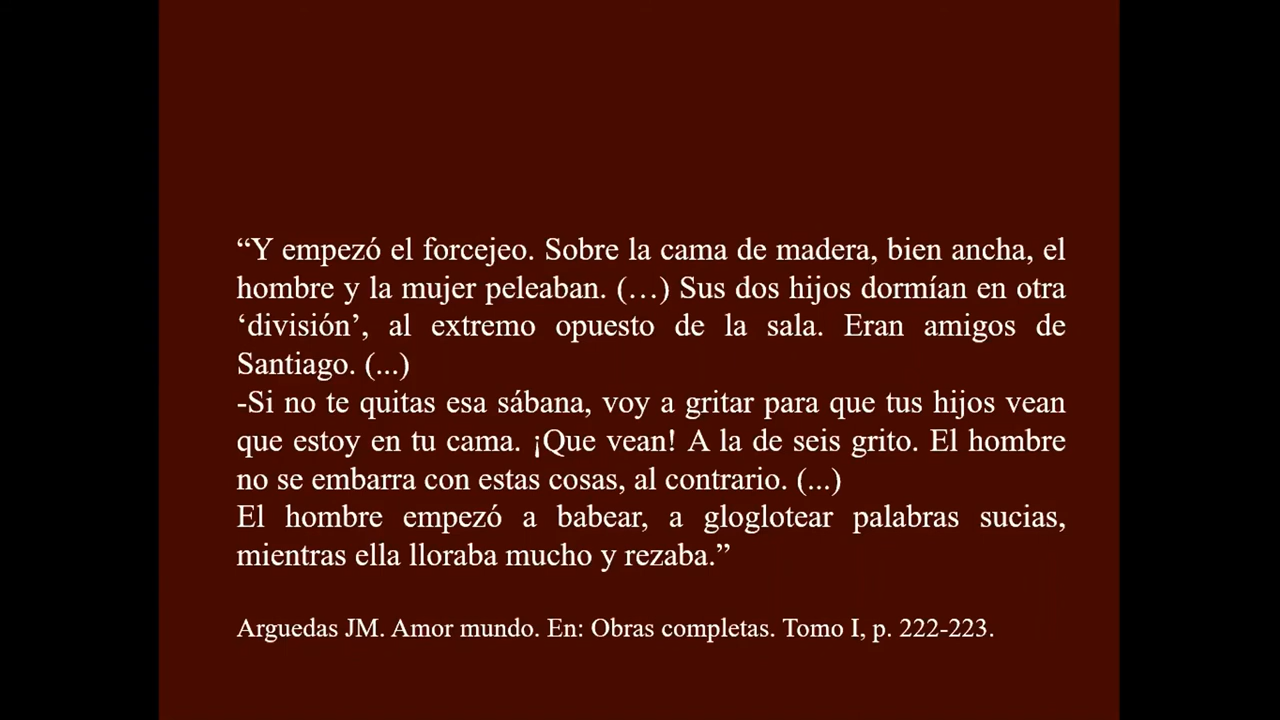 “Y empezó el forcejeo. Sobre la cama de madera, bien ancha, el
hombre y la mujer peleaban. (…) Sus dos hijos dormían en otra
‘división’, al extremo opuesto de la sala. Eran amigos de
Santiago. (...)
-Si no te quitas esa sábana, voy a gritar para que tus hijos vean
que estoy en tu cama. ¡Que vean! A la de seis grito. El hombre
no se embarra con estas cosas, al contrario. (...)
El hombre empezó a babear, a gloglotear palabras sucias,
mientras ella lloraba mucho y rezaba.”
Arguedas JM. Amor mundo. En: Obras completas. Tomo I, p. 222-223.